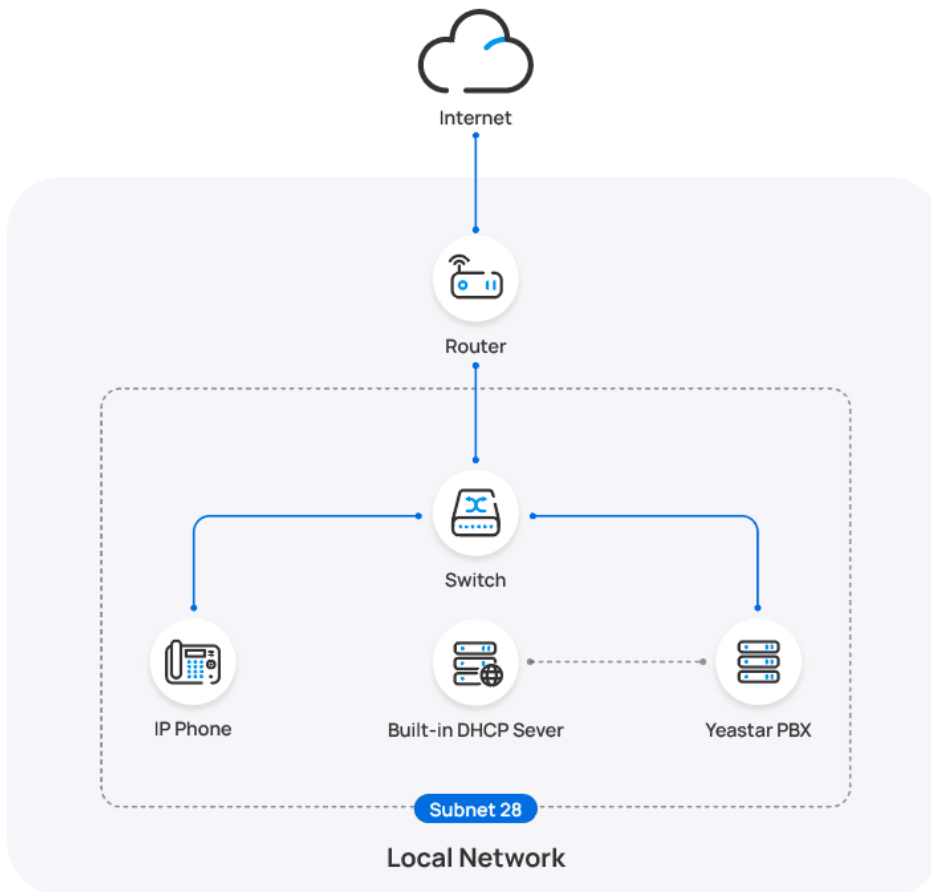 Internet
Router
Switch
IP Phone
Built-in DHCP Sever
Yeastar PBX
Subnet 28
Local Network